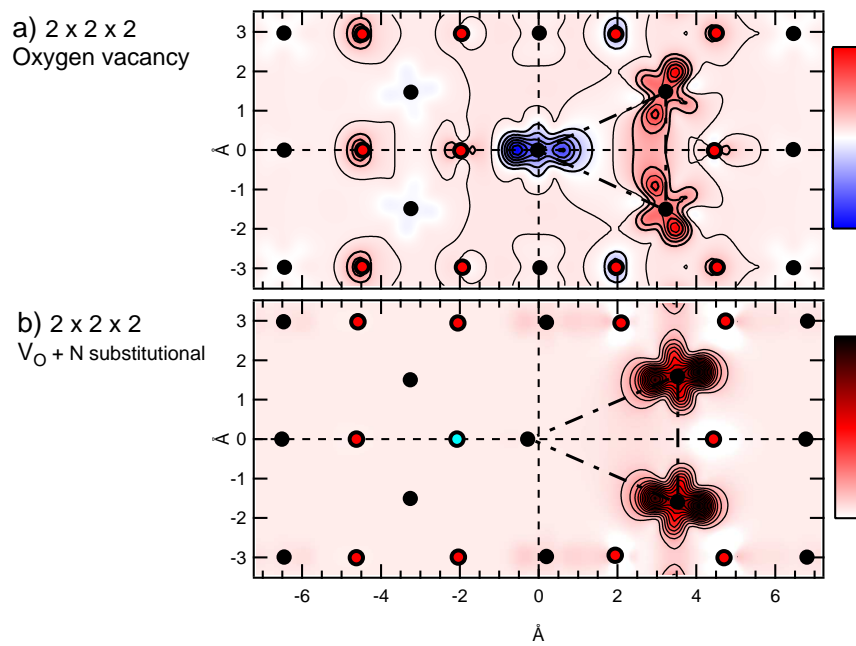 a) 2 x 2 x 2
Oxygen vacancy
3
2
1
0
-1
-2
-3
Å
b) 2 x 2 x 2
VO + N substitutional
3
2
1
0
-1
-2
-3
Å
-6 -4 -2 0 2 4 6
Å